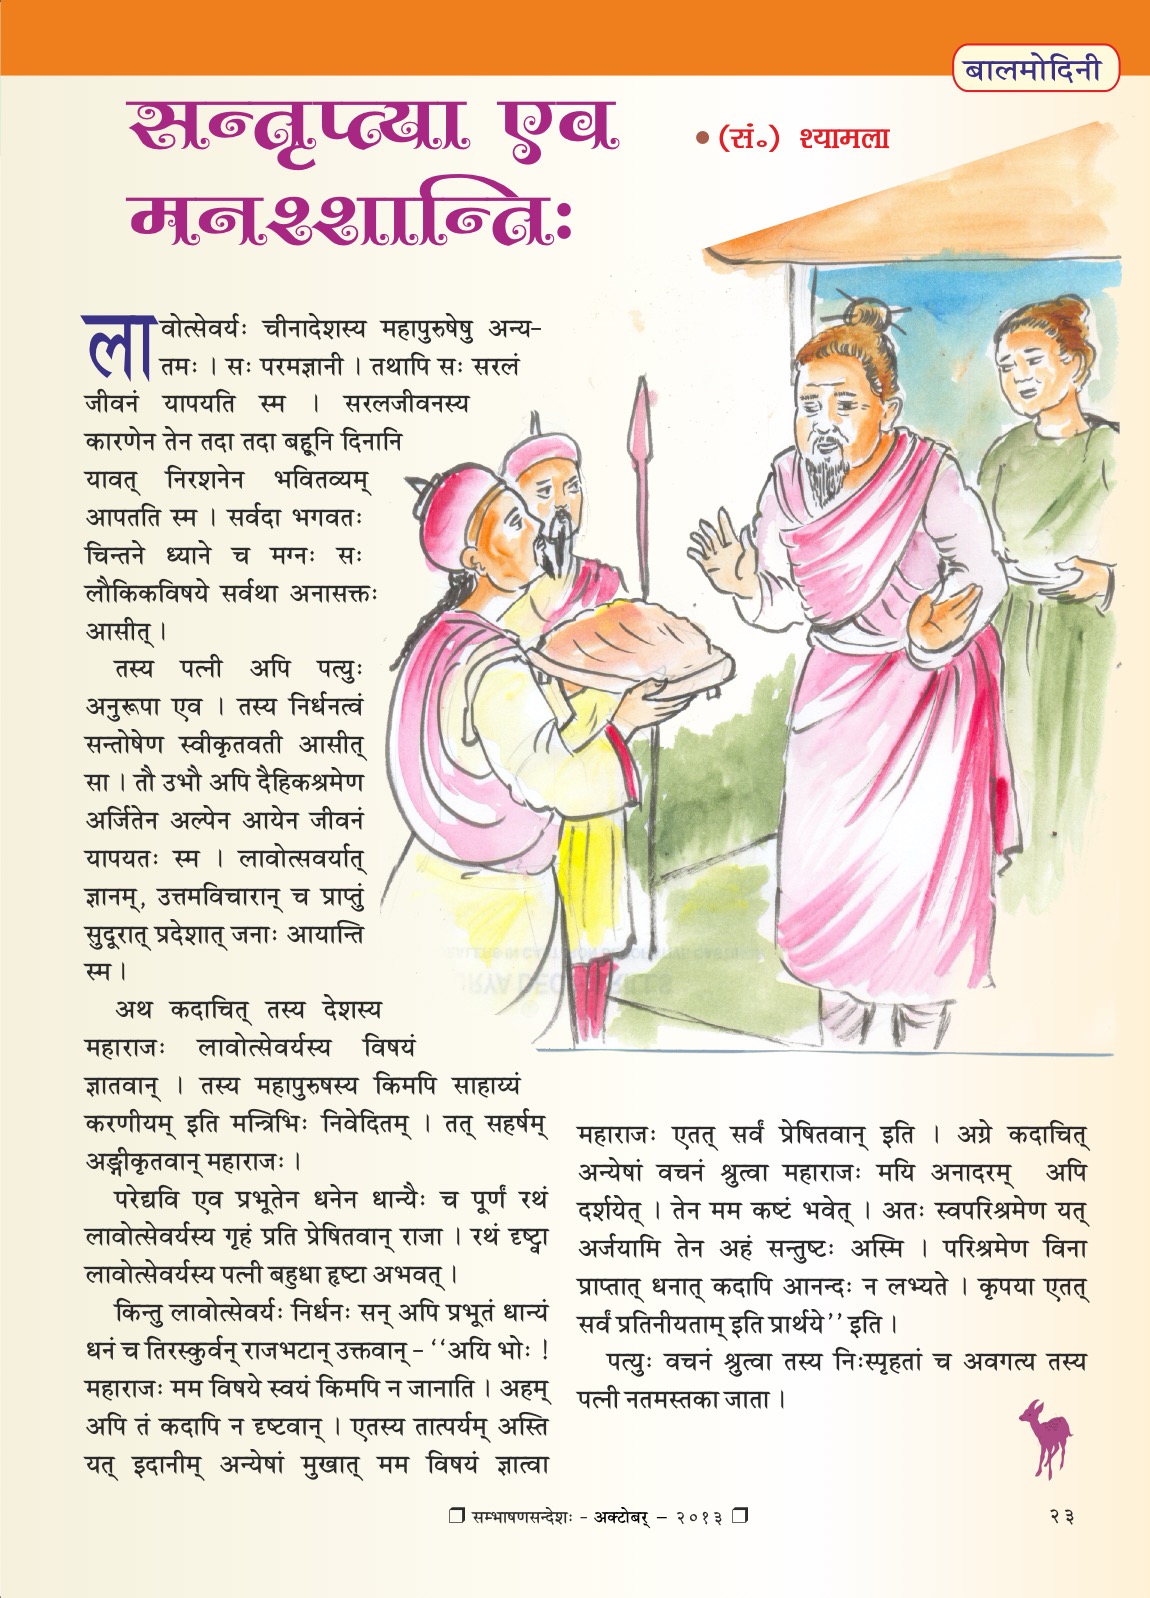 बालमोदिनी
सन्तृप्त्या एव
मनश्शान्तिः
• (सं॰) श्यामला
लावोत्सेवर्यः चीनादेशस्य महापुरुषेषु अन्य-
तमः । सः परमज्ञानी । तथापि सः सरलं
जीवनं यापयति स्म । सरलजीवनस्य
कारणेन तेन तदा तदा बहूनि दिनानि
यावत् निरशनेन भवितव्यम्
आपतति स्म । सर्वदा भगवतः
चिन्तने ध्याने च मग्नः सः
लौकिकविषये सर्वथा अनासक्तः
आसीत् ।
तस्य पत्नी अपि पत्युः
अनुरूपा एव । तस्य निर्धनत्वं
सन्तोषेण स्वीकृतवती आसीत्
सा । तौ उभौ अपि दैहिकश्रमेण
अर्जितेन अल्पेन आयेन जीवनं
यापयतः स्म । लावोत्सवर्यात्
ज्ञानम्, उत्तमविचारान् च प्राप्तुं
सुदूरात् प्रदेशात् जनाः आयान्ति
स्म ।
अथ कदाचित् तस्य देशस्य
महाराजः लावोत्सेवर्यस्य विषयं
ज्ञातवान् । तस्य महापुरुषस्य किमपि साहाय्यं
करणीयम् इति मन्त्रिभिः निवेदितम् । तत् सहर्षम्
अङ्गीकृतवान् महाराजः ।
परेद्यवि एव प्रभूतेन धनेन धान्यैः च पूर्णं रथं
लावोत्सेवर्यस्य गृहं प्रति प्रेषितवान् राजा । रथं दृष्ट्वा
लावोत्सेवर्यस्य पत्नी बहुधा हृष्टा अभवत् ।
किन्तु लावोत्सेवर्यः निर्धनः सन् अपि प्रभूतं धान्यं
धनं च तिरस्कुर्वन् राजभटान् उक्तवान् - ‘‘अयि भोः !
महाराजः मम विषये स्वयं किमपि न जानाति । अहम्
अपि तं कदापि न दृष्टवान् । एतस्य तात्पर्यम् अस्ति
यत् इदानीम् अन्येषां मुखात् मम विषयं ज्ञात्वा
महाराजः एतत् सर्वं प्रेषितवान् इति । अग्रे कदाचित्
अन्येषां वचनं श्रुत्वा महाराजः मयि अनादरम् अपि
दर्शयेत् । तेन मम कष्टं भवेत् । अतः स्वपरिश्रमेण यत्
अर्जयामि तेन अहं सन्तुष्टः अस्मि । परिश्रमेण विना
प्राप्तात् धनात् कदापि आनन्दः न लभ्यते । कृपया एतत्
सर्वं प्रतिनीयताम् इति प्रार्थये’’ इति ।
पत्युः वचनं श्रुत्वा तस्य निःस्पृहतां च अवगत्य तस्य
पत्नी नतमस्तका जाता ।
❒ सम्भाषणसन्देशः - अक्टोबर् – २०१३ ❒
२३